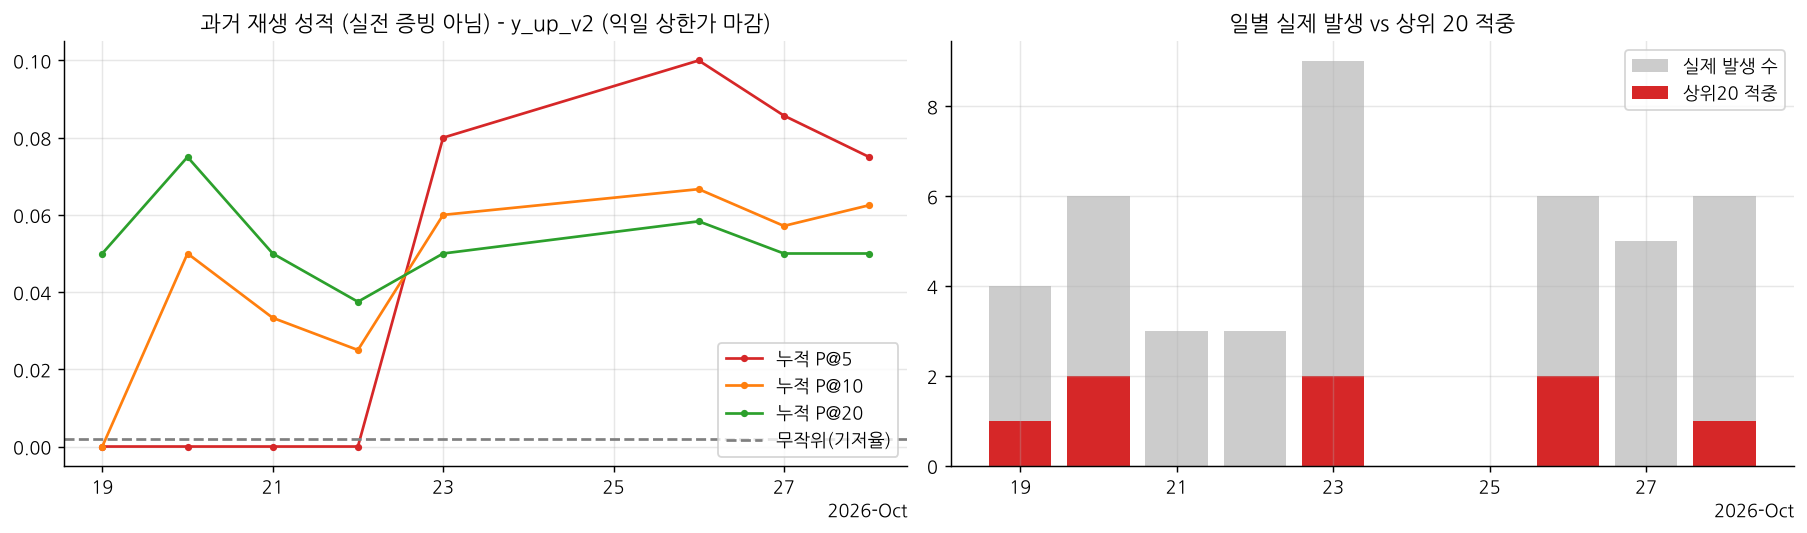 과거 재생 성적 (실전 증빙 아님) - y_up_v2 (익일 상한가 마감)
0.10
0.08
0.06
0.04
0.02
0.00
누적 P@5
누적 P@10
누적 P@20
무작위(기저율)
19 21 23 25 27
2026-Oct
일별 실제 발생 vs 상위 20 적중
실제 발생 수
상위20 적중
8
6
4
2
0
19 21 23 25 27
2026-Oct